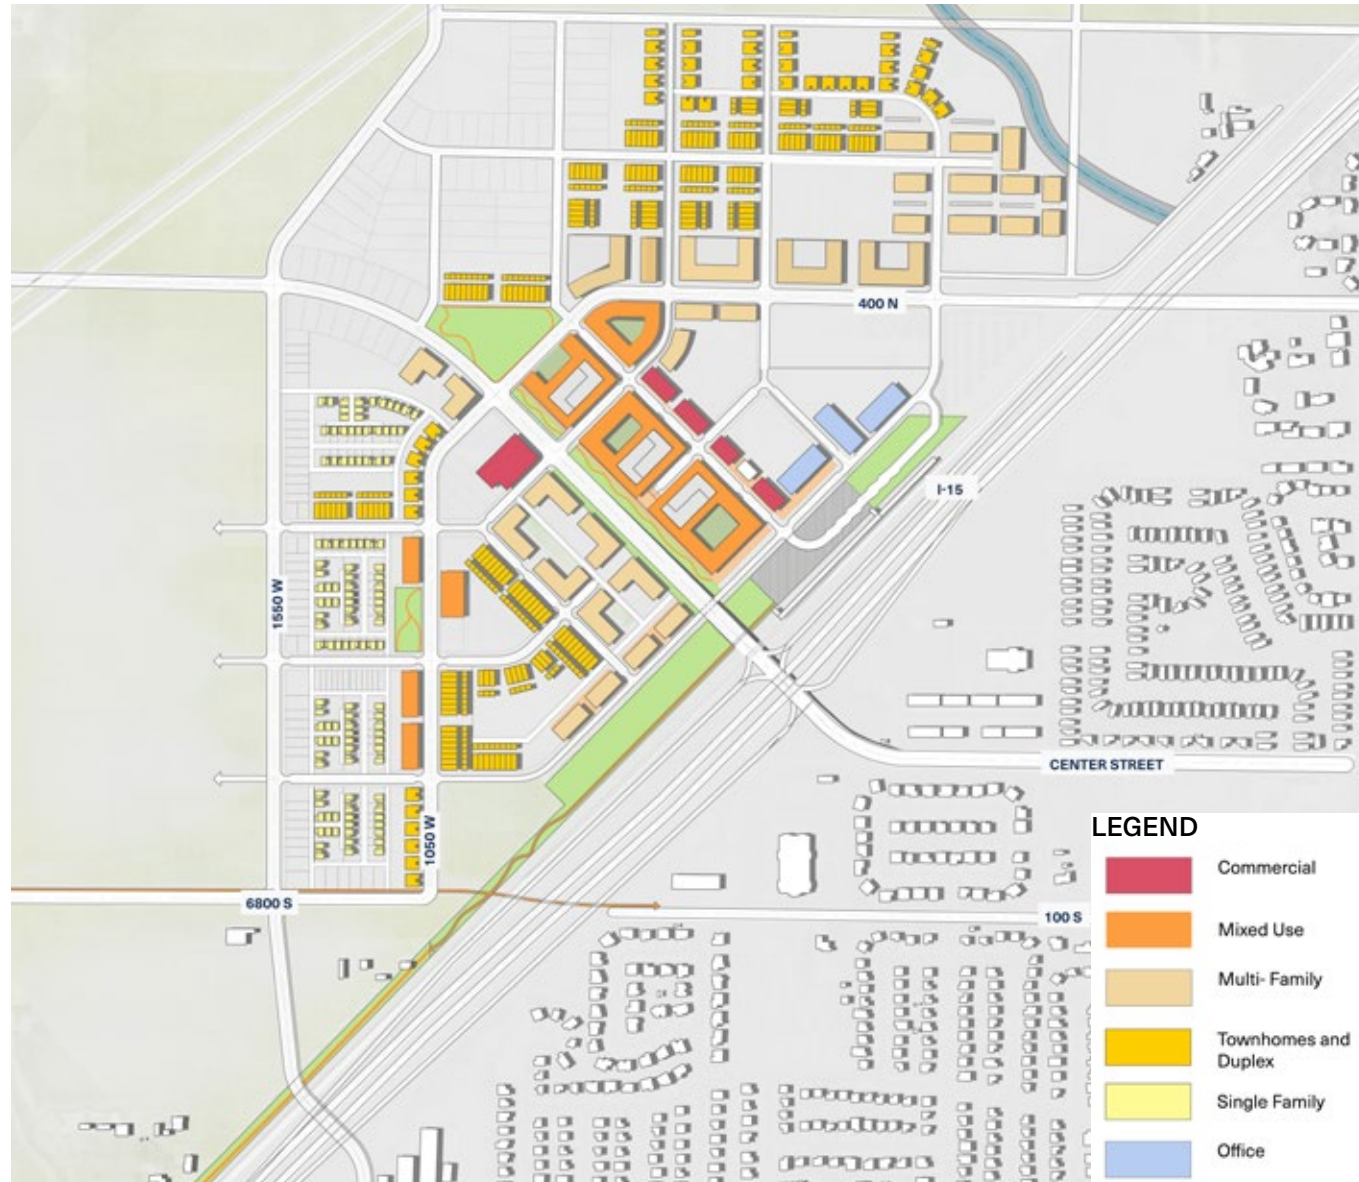 400 N
I-15
1550 W
CENTER STREET
1050 W
6800 S
100 S
LEGEND
Commercial
Mixed Use
Multi- Family
Townhomes and
Duplex
Single Family
Office